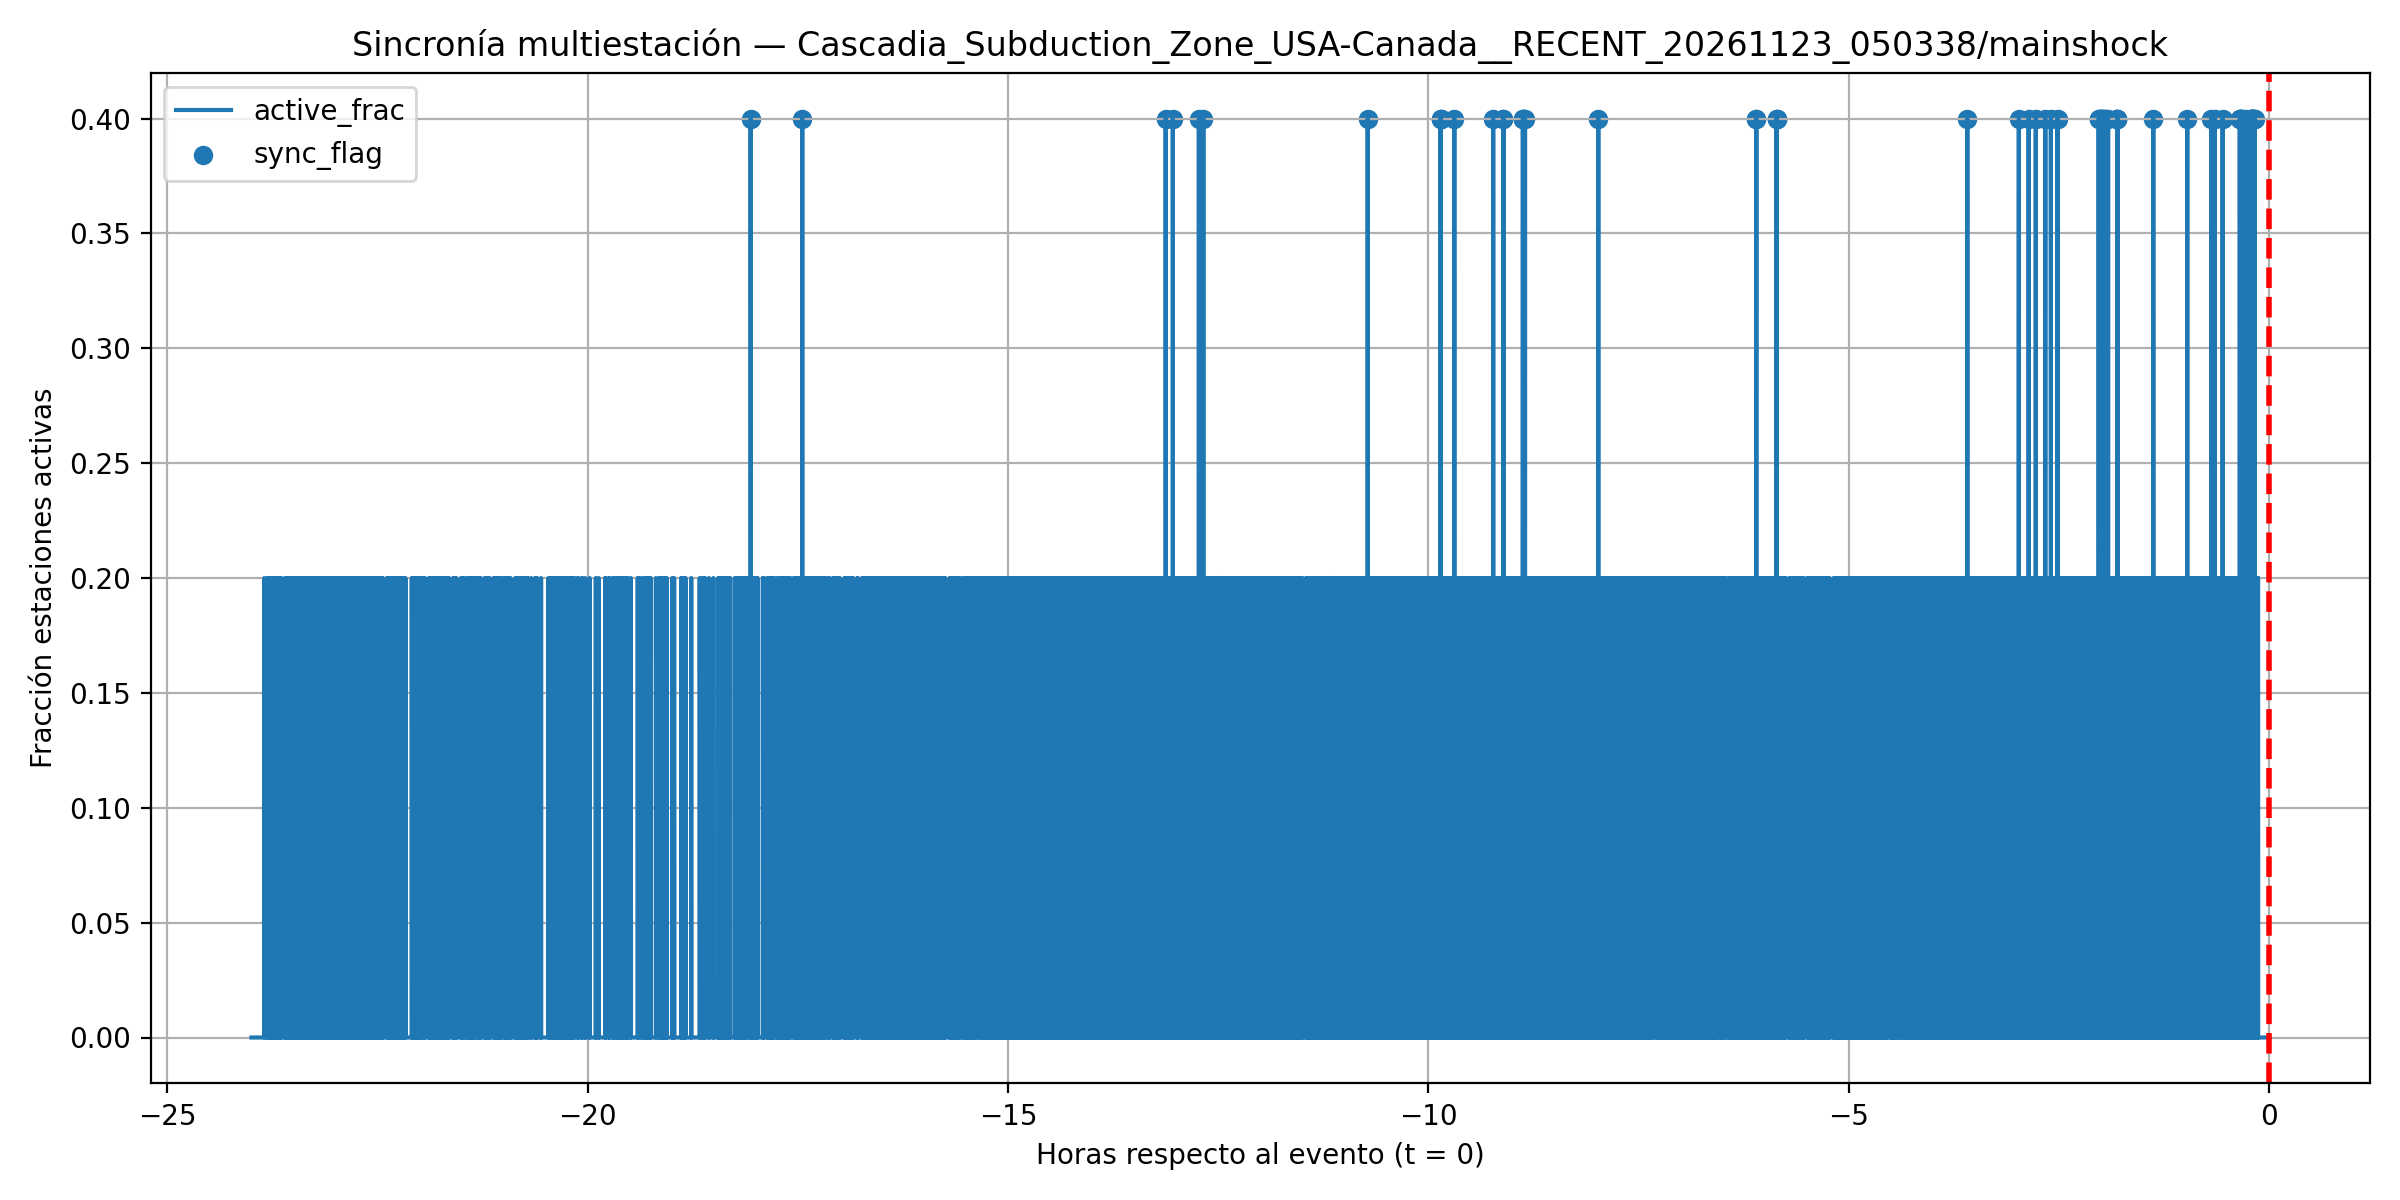 Sincronía multiestación — Cascadia_Subduction_Zone_USA-Canada__RECENT_20261123_050338/mainshock
active_frac
sync_flag
Fracción estaciones activas
0.40
0.35
0.30
0.25
0.20
0.15
0.10
0.05
0.00
−25 −20 −15 −10 −5 0
Horas respecto al evento (t = 0)